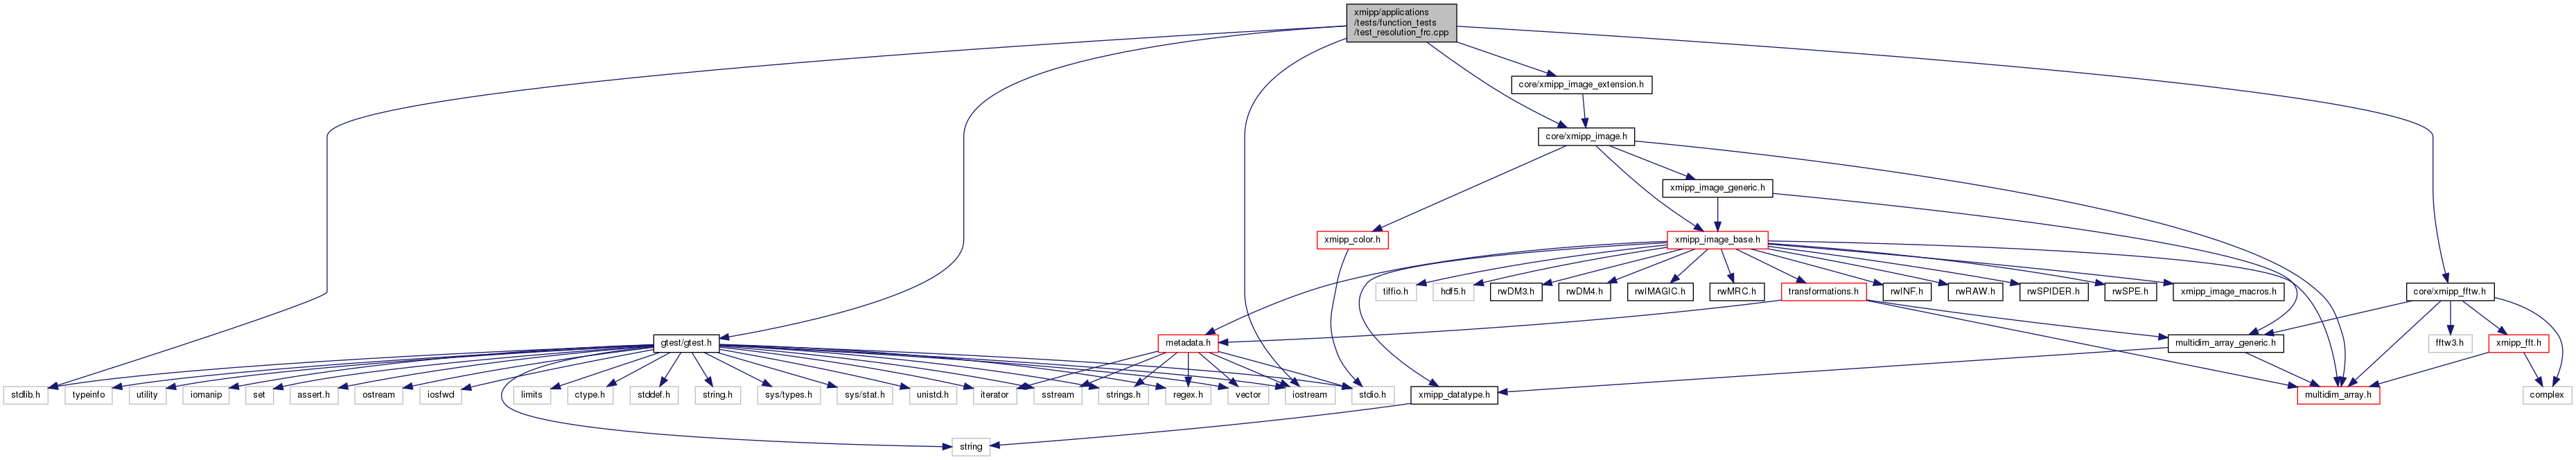 xmipp/applications
/tests/function_tests
/test_resolution_frc.cpp
core/xmipp_image_extension.h
core/xmipp_image.h
xmipp_image_generic.h
xmipp_color.h
xmipp_image_base.h
tiffio.h
hdf5.h
rwDM3.h
rwDM4.h
rwIMAGIC.h
rwMRC.h
transformations.h
rwINF.h
rwRAW.h
rwSPIDER.h
rwSPE.h
xmipp_image_macros.h
core/xmipp_fftw.h
gtest/gtest.h
metadata.h
multidim_array_generic.h
fftw3.h
xmipp_fft.h
stdlib.h
typeinfo
utility
iomanip
set
assert.h
ostream
iosfwd
limits
ctype.h
stddef.h
string.h
sys/types.h
sys/stat.h
unistd.h
iterator
sstream
strings.h
regex.h
vector
iostream
stdio.h
xmipp_datatype.h
multidim_array.h
complex
string